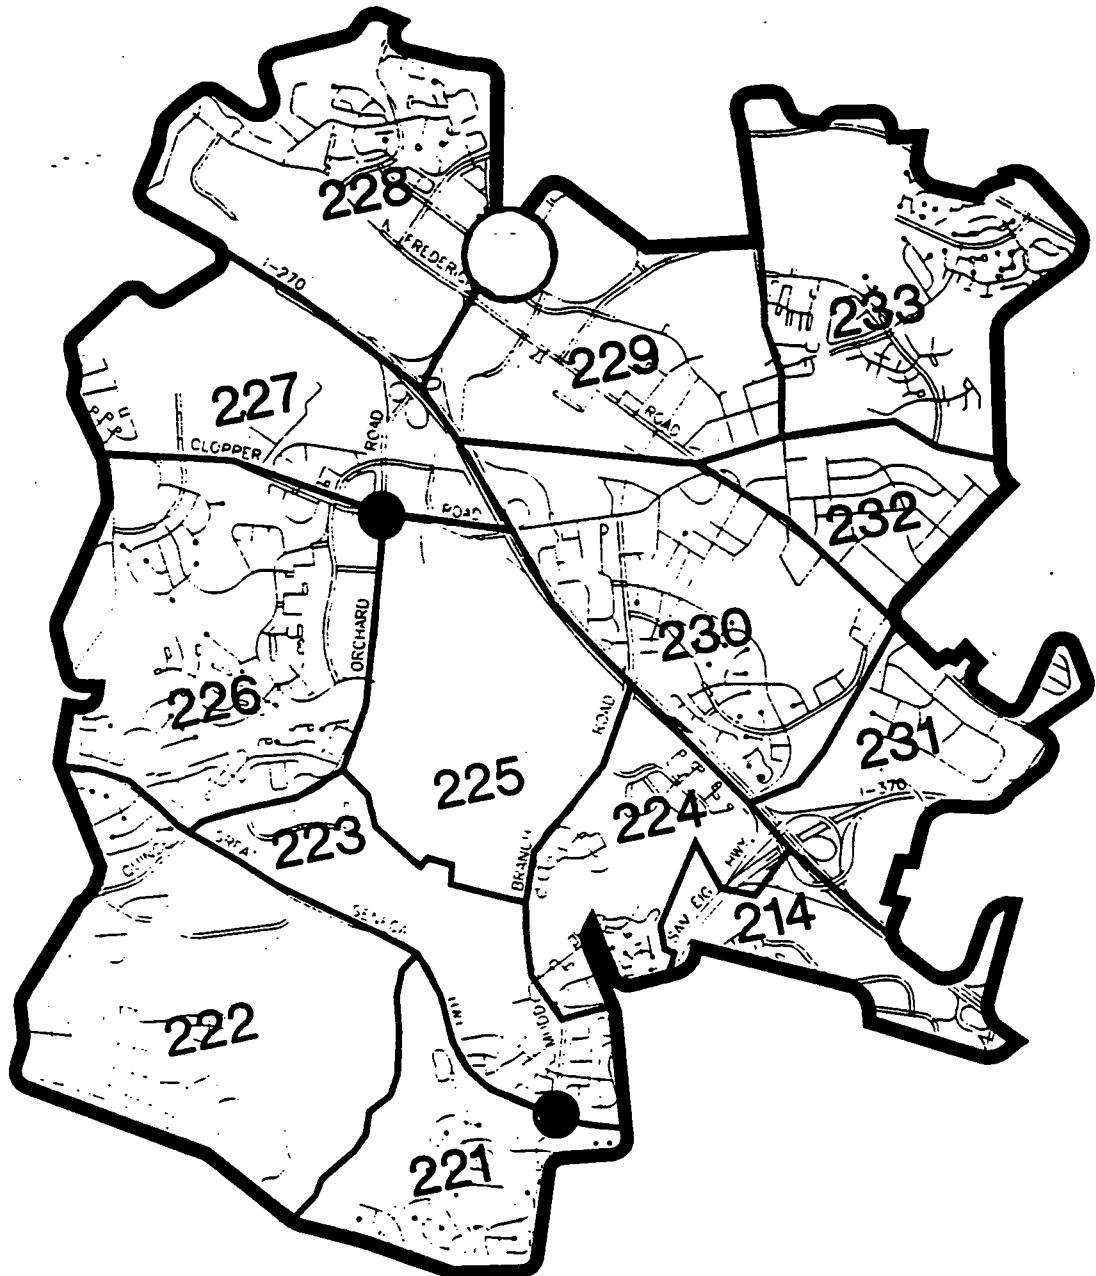 228
FREDERI
I-270
233
229
227
ROAD
ROAD
CLOPPER
ROAD
232
ORCHARD
230
226
ROAD
231
225
I-370
224
223
HWY.
BRANCH
214
222
221